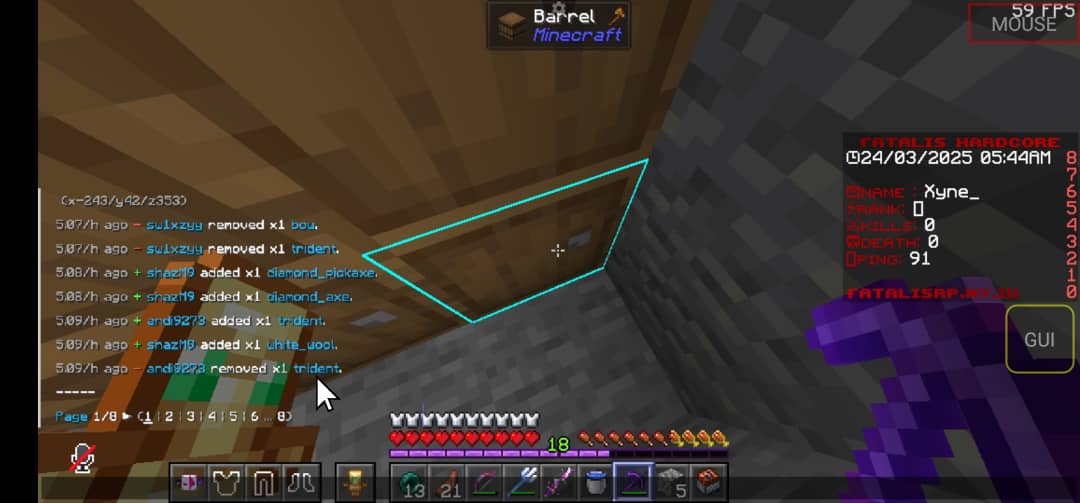 59 FPS
MOUSE
Barrel
Minecraft
FATALIS HARDCORE
24/03/2025 05:44AM
NAME : Xyne_
RANK:
KILLS: 0
DEATH: 0
PING: 91
FATALISRP.MY.ID
8
7
6
5
4
3
2
1
0
(x-243/y42/z353)
5.07/h ago - swlxzyy removed x1 bow.
5.07/h ago - swlxzyy removed x1 trident.
5.08/h ago + shazM9 added x1 diamond_pickaxe.
5.08/h ago + shazM9 added x1 diamond_axe.
5.09/h ago + andi9273 added x1 trident.
5.09/h ago + shazM9 added x1 white_wool.
5.09/h ago - andi9273 removed x1 trident.
-----
Page 1/8 ► (1 | 2 | 3 | 4 | 5 | 6 ... 8)
GUI
18
13
21
5